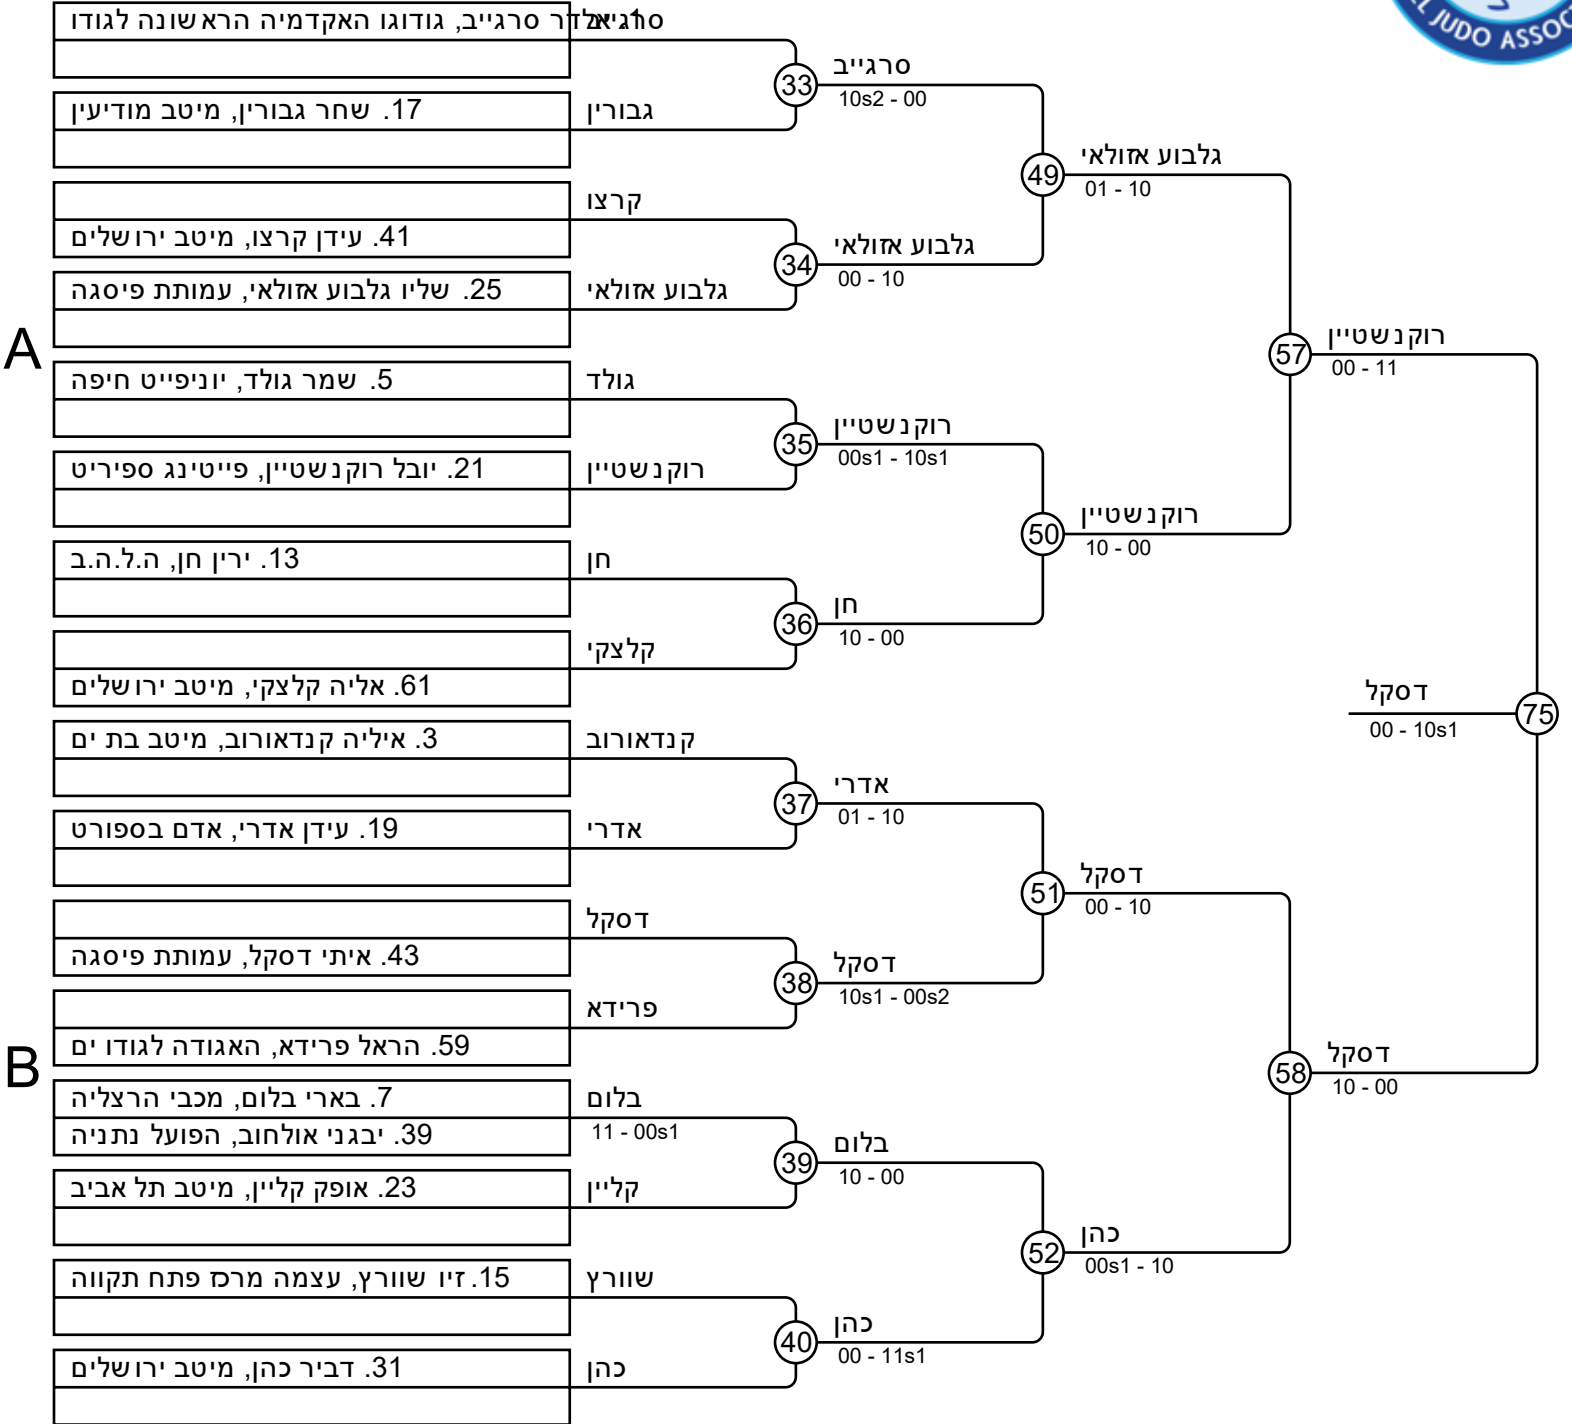 1. אלדר סרגייב, גודוגו האקדמיה הראשונה לגודו
סרגייב
17. שחר גבורין, מיטב מודיעין
גבורין
41. עידן קרצו, מיטב ירושלים
קרצו
25. שליו גלבוע אזולאי, עמותת פיסגה
גלבוע אזולאי
A
5. שמר גולד, יוניפייט חיפה
גולד
21. יובל רוקנשטיין, פייטינג ספיריט
רוקנשטיין
13. ירין חן, ה.ל.ה.ב
חן
61. אליה קלצקי, מיטב ירושלים
קלצקי
3. איליה קנדאורוב, מיטב בת ים
קנדאורוב
19. עידן אדרי, אדם בספורט
אדרי
43. איתי דסקל, עמותת פיסגה
דסקל
59. הראל פרידא, האגודה לגודו ים
פרידא
B
7. בארי בלום, מכבי הרצליה
39. יבגני אולחוב, הפועל נתניה
בלום
11 - 00s1
23. אופק קליין, מיטב תל אביב
קליין
15. זיו שוורץ, עצמה מרכז פתח תקווה
שוורץ
31. דביר כהן, מיטב ירושלים
כהן
33
סרגייב
10s2 - 00
34
גלבוע אזולאי
00 - 10
35
רוקנשטיין
00s1 - 10s1
36
חן
10 - 00
37
אדרי
01 - 10
38
דסקל
10s1 - 00s2
39
בלום
10 - 00
40
כהן
00 - 11s1
49
גלבוע אזולאי
01 - 10
50
רוקנשטיין
10 - 00
51
דסקל
00 - 10
52
כהן
00s1 - 10
57
רוקנשטיין
00 - 11
58
דסקל
10 - 00
75
דסקל
00 - 10s1
JUDO